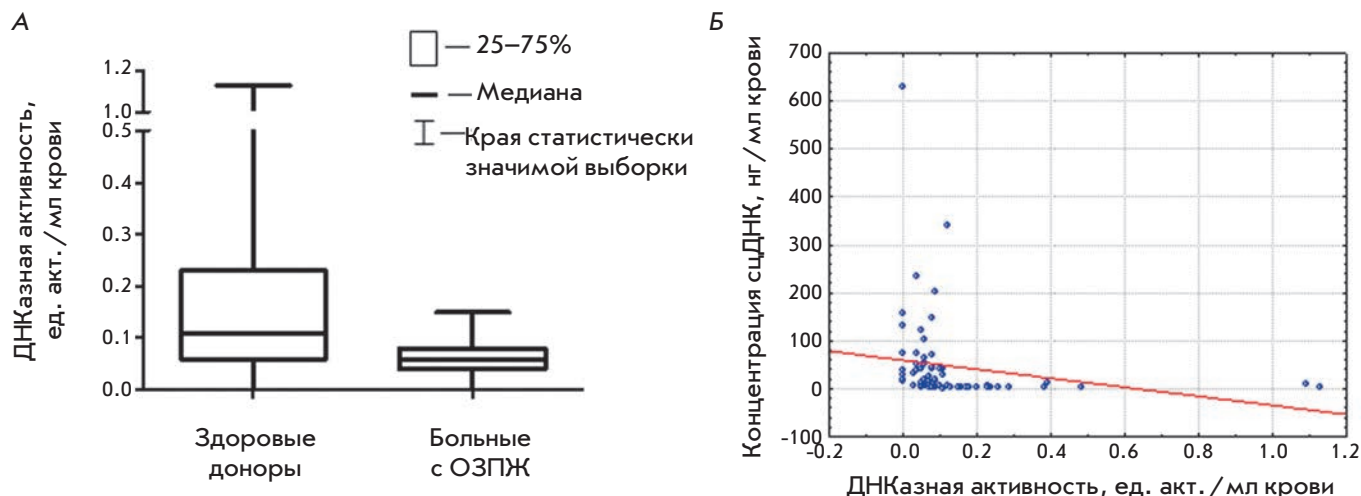 А
ДНКазная активность,
ед. акт./мл крови
1.2
1.0
0.5
0.4
0.3
0.2
0.1
0.0
— 25–75%
— Медиана
— Края статистически
значимой выборки
Здоровые
доноры
Больные
с ОЗПЖ
Б
Концентрация сцДНК, нг/мл крови
700
600
500
400
300
200
100
0
-100
-0.2
0.0
0.2
0.4
0.6
0.8
1.0
1.2
ДНКазная активность, ед. акт./мл крови